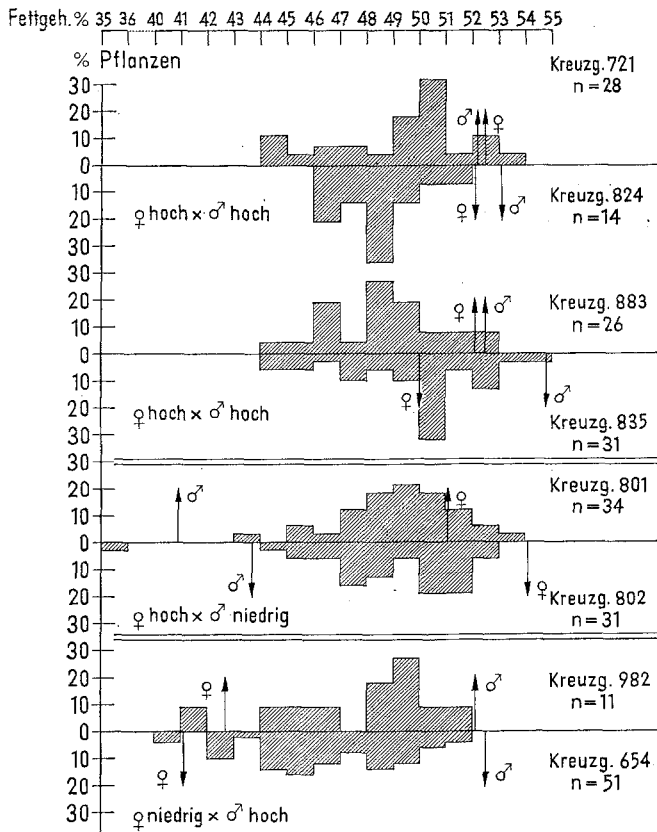 Fettgeh. % 35 36 40 41 42 43 44 45 46 47 48 49 50 51 52 53 55
% Pflanzen
30
20
10
0
10
20
30
♂ ♀
Kreuzg. 721
n = 28
♀ hoch x ♂ hoch
♀ ♂
Kreuzg. 824
n = 14
30
20
10
0
10
20
30
♀ ♂
Kreuzg. 883
n = 26
♀ hoch x ♂ hoch
♀ ♂
Kreuzg. 835
n = 31
30
20
10
0
10
20
30
♂ ♀
Kreuzg. 801
n = 34
♀ hoch x ♂ niedrig
♂ ♀
Kreuzg. 802
n = 31
30
20
10
0
10
20
30
♀ ♂
Kreuzg. 982
n = 11
♀ ♂
Kreuzg. 654
n = 51
♀ niedrig x ♂ hoch